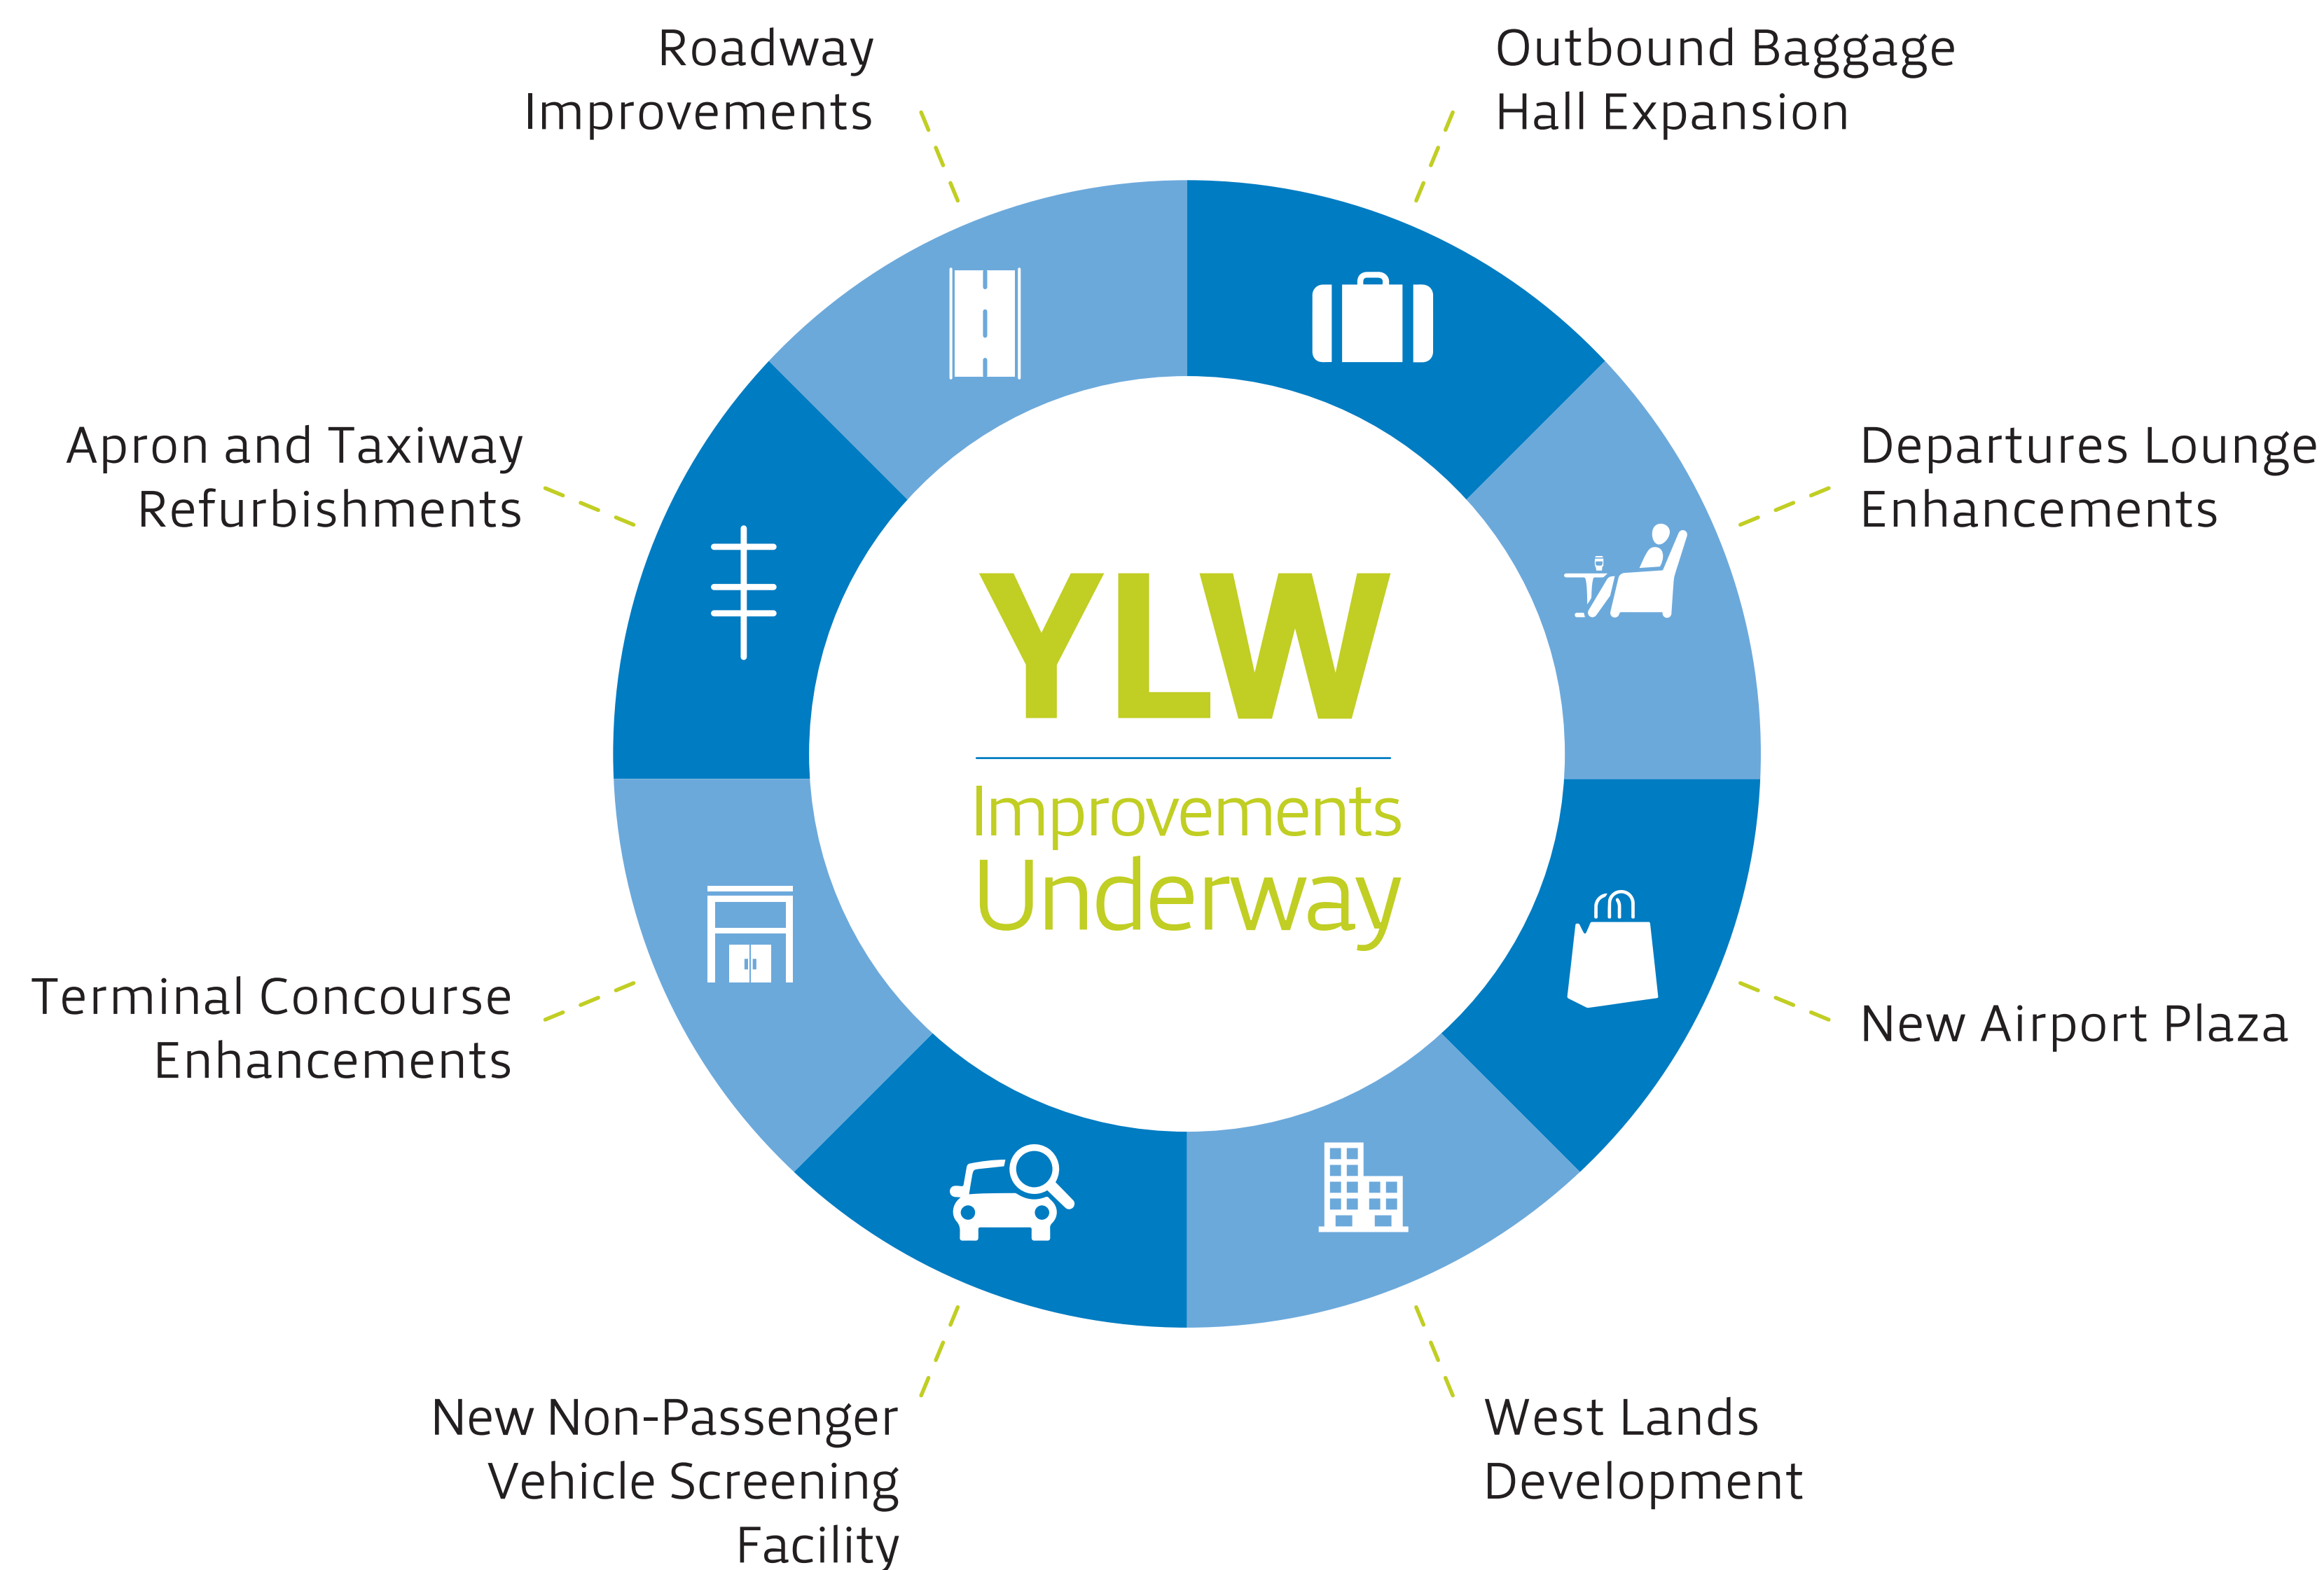 Roadway
Improvements
Outbound Baggage
Hall Expansion
Apron and Taxiway
Refurbishments
Departures Lounge
Enhancements
YLW
Improvements
Underway
Terminal Concourse
Enhancements
New Airport Plaza
New Non-Passenger
Vehicle Screening
Facility
West Lands
Development